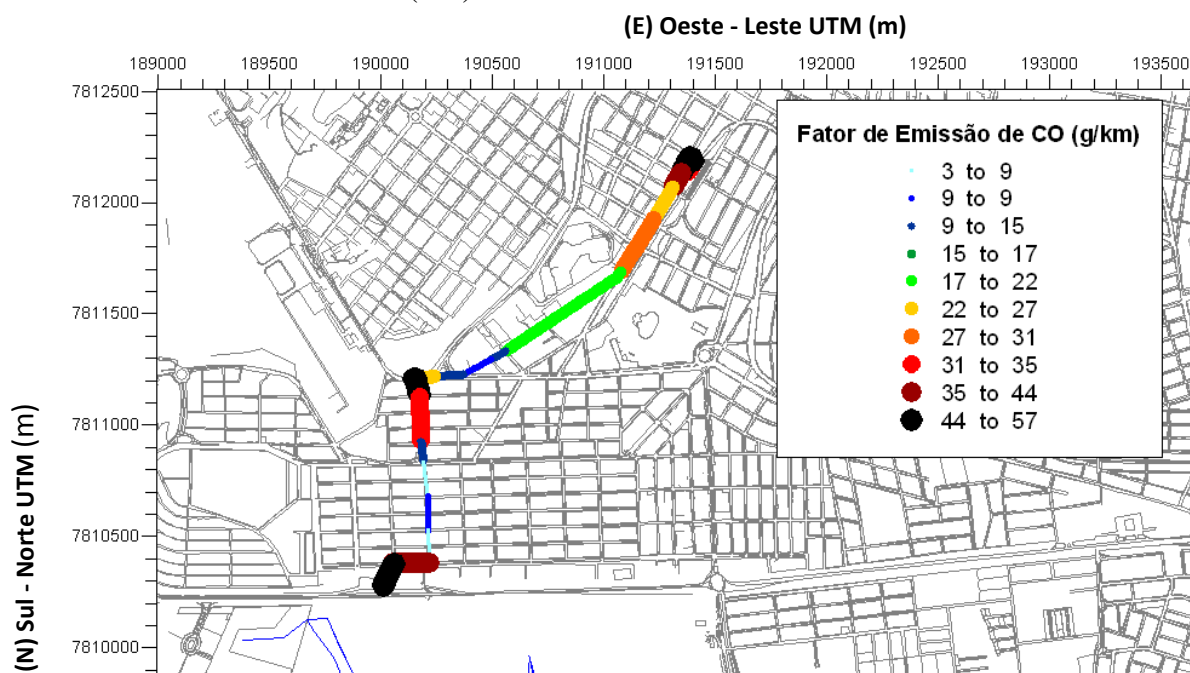 (E) Oeste - Leste UTM (m)
189000 189500 190000 190500 191000 191500 192000 192500 193000 193500
7812500
7812000
7811500
7811000
7810500
7810000
(N) Sul - Norte UTM (m)
Fator de Emissão de CO (g/km)
3 to 9
9 to 9
9 to 15
15 to 17
17 to 22
22 to 27
27 to 31
31 to 35
35 to 44
44 to 57